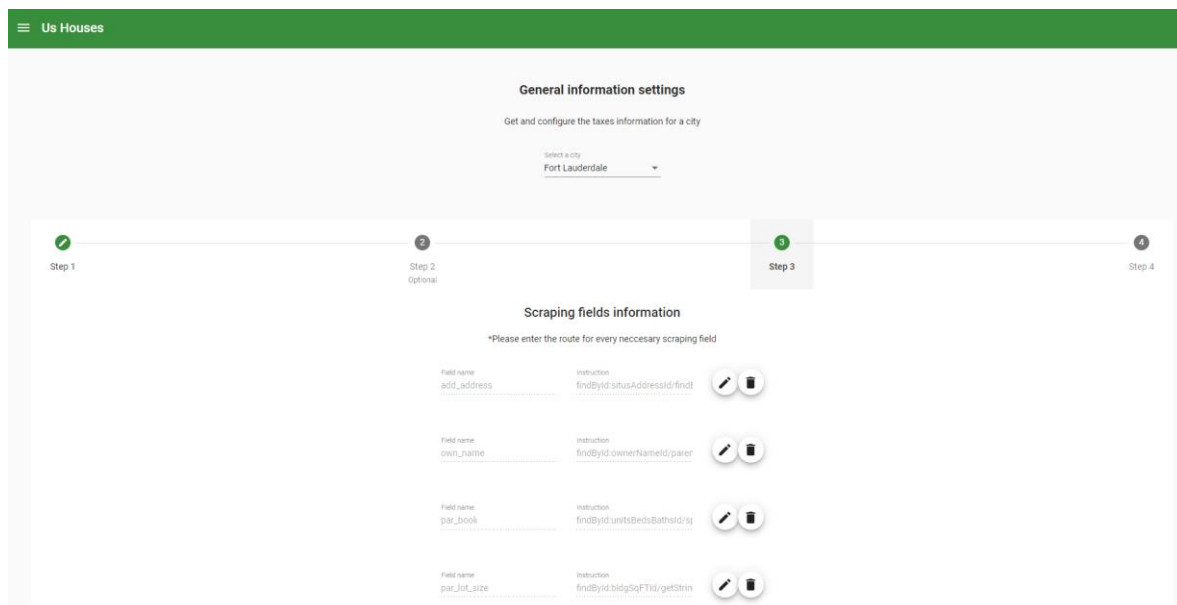 Us Houses
General information settings
Get and configure the taxes information for a city
Select a city
Fort Lauderdale
2
3
4
Step 1
Step 2
Step 3
Step 4
Optional
Scraping fields information
*Please enter the route for every neccesary scraping field
Field name Instruction
add_address findById:situsAddressId/findE
Field name Instruction
own_name findById:ownerNameId/paren
Field name Instruction
par_book findById:unitsBedsBathsId/sp
Field name Instruction
par_lot_size findById:bldgSqFTId/getStrin